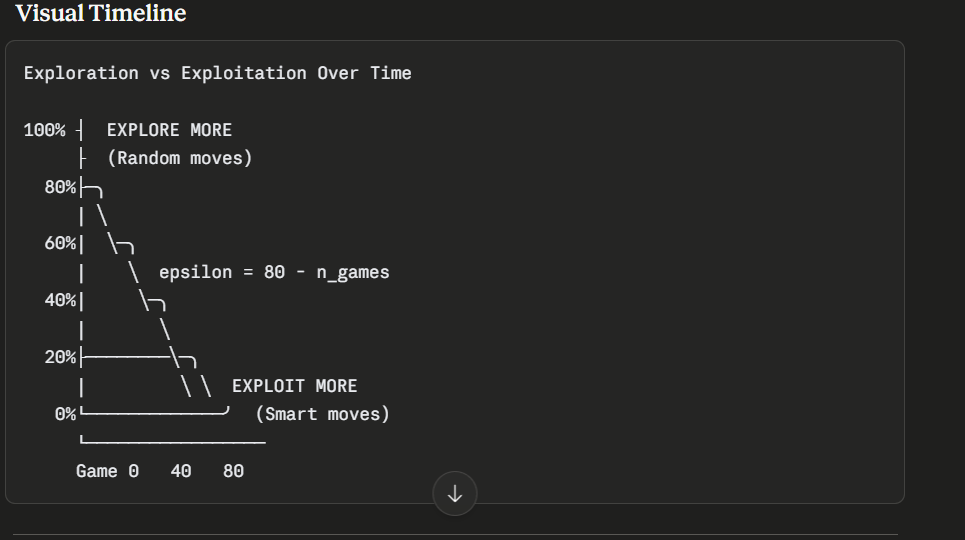 Visual Timeline
Exploration vs Exploitation Over Time
100% EXPLORE MORE
(Random moves)
80%
60%
epsilon = 80 - n_games
40%
20%
EXPLOIT MORE
0% (Smart moves)
Game 0 40 80